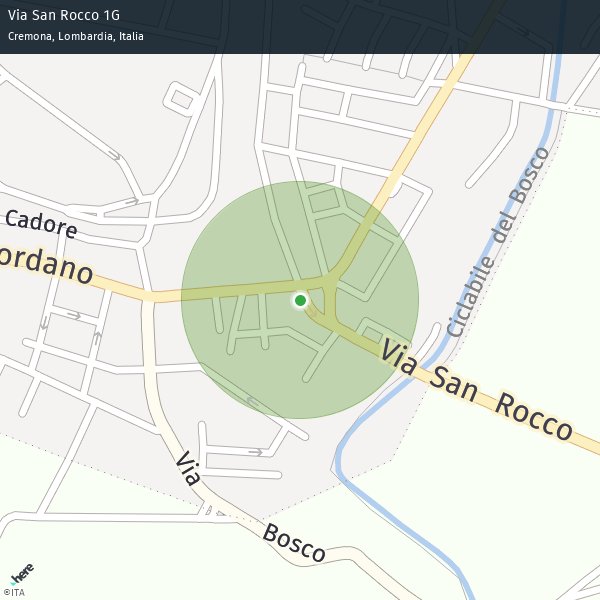 Via San Rocco 1G
Cremona, Lombardia, Italia
Ciclabile del Bosco
Cadore
ordano
Via San Rocco
Via Bosco
here
©ITA